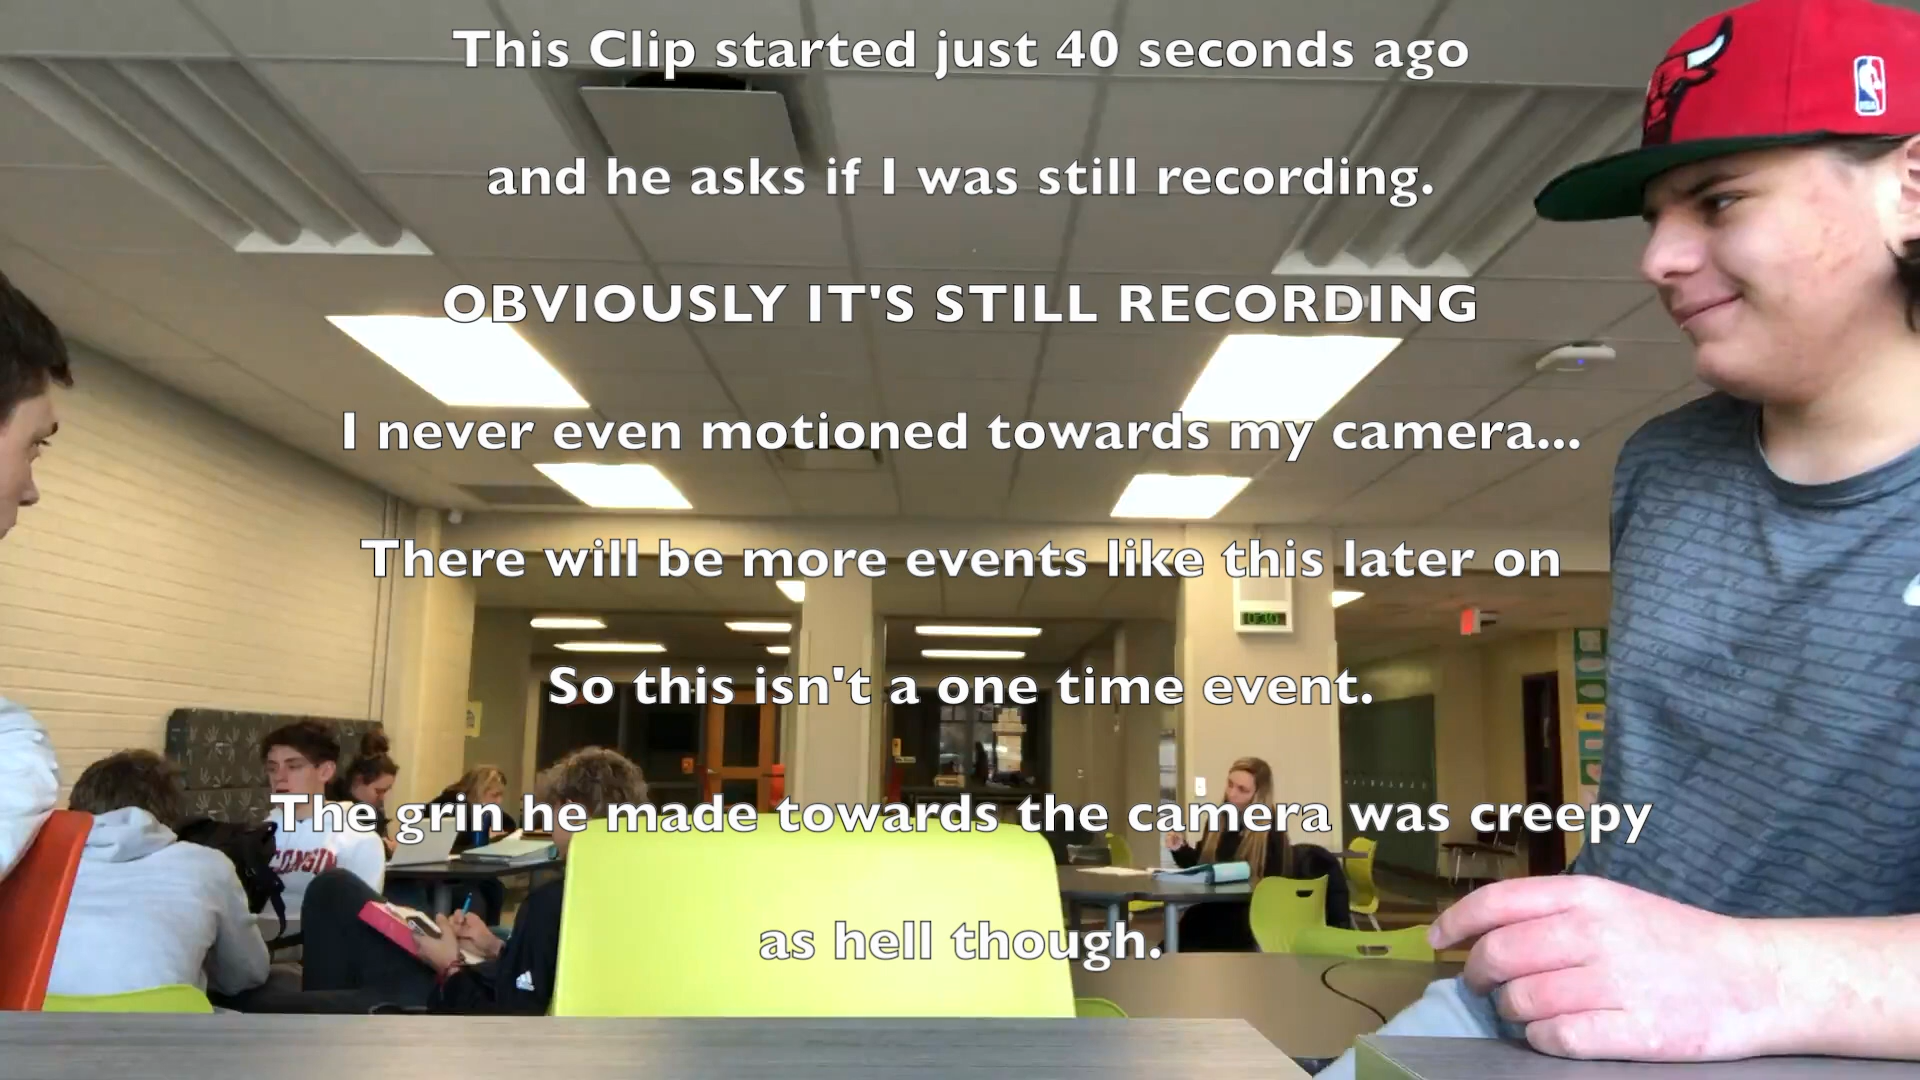 This Clip started just 40 seconds ago
and he asks if I was still recording.
OBVIOUSLY IT'S STILL RECORDING
I never even motioned towards my camera...
There will be more events like this later on
So this isn't a one time event.
The grin he made towards the camera was creepy
as hell though.